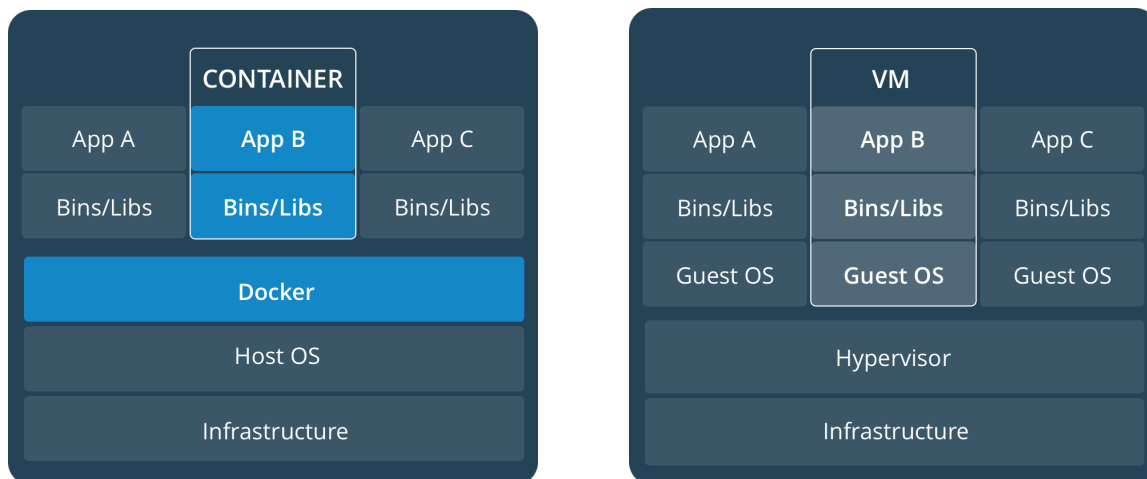 CONTAINER
App A App B App C
Bins/Libs Bins/Libs Bins/Libs
Docker
Host OS
Infrastructure
VM
App A App B App C
Bins/Libs Bins/Libs Bins/Libs
Guest OS Guest OS Guest OS
Hypervisor
Infrastructure